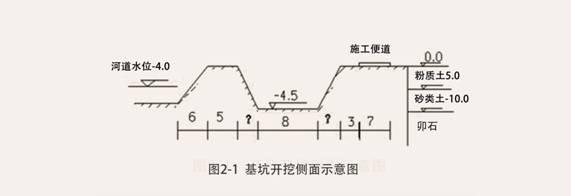 施工便道
河道水位-4.0
0.0
粉质土5.0
-4.5
砂类土-10.0
6 5 ? 8 ? 3 7
卵石
图2-1 基坑开挖侧面示意图